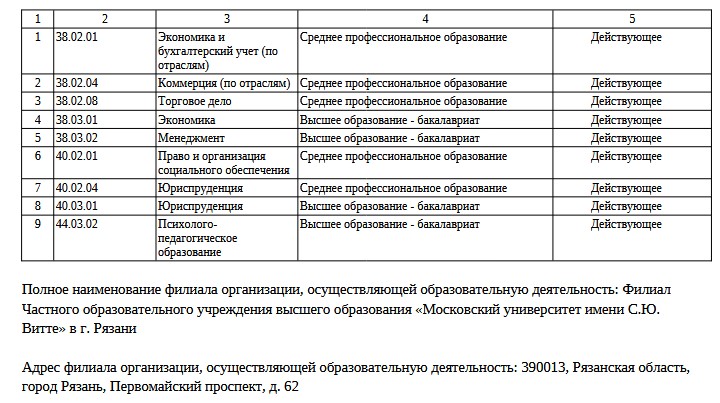 1 2 3 4 5
1 38.02.01 Экономика и Среднее профессиональное образование Действующее
бухгалтерский учет (по
отраслям)
2 38.02.04 Коммерция (по отраслям) Среднее профессиональное образование Действующее
3 38.02.08 Торговое дело Среднее профессиональное образование Действующее
4 38.03.01 Экономика Высшее образование - бакалавриат Действующее
5 38.03.02 Менеджмент Высшее образование - бакалавриат Действующее
6 40.02.01 Право и организация Среднее профессиональное образование Действующее
социального обеспечения
7 40.02.04 Юриспруденция Среднее профессиональное образование Действующее
8 40.03.01 Юриспруденция Высшее образование - бакалавриат Действующее
9 44.03.02 Психолого- Высшее образование - бакалавриат Действующее
педагогическое
образование
Полное наименование филиала организации, осуществляющей образовательную деятельность: Филиал
Частного образовательного учреждения высшего образования «Московский университет имени С.Ю.
Витте» в г. Рязани
Адрес филиала организации, осуществляющей образовательную деятельность: 390013, Рязанская область,
город Рязань, Первомайский проспект, д. 62